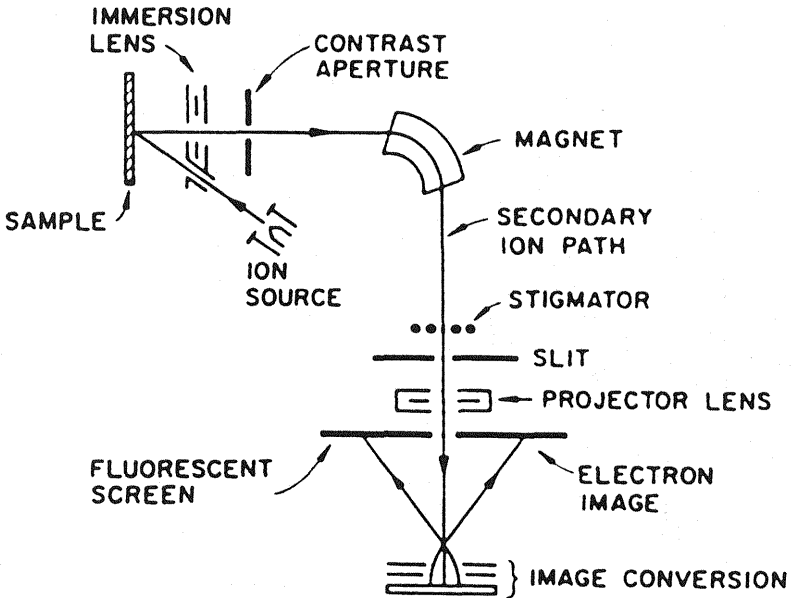 IMMERSION
LENS
CONTRAST
APERTURE
MAGNET
SAMPLE
SECONDARY
ION PATH
ION
SOURCE
STIGMATOR
SLIT
PROJECTOR LENS
FLUORESCENT
SCREEN
ELECTRON
IMAGE
IMAGE CONVERSION